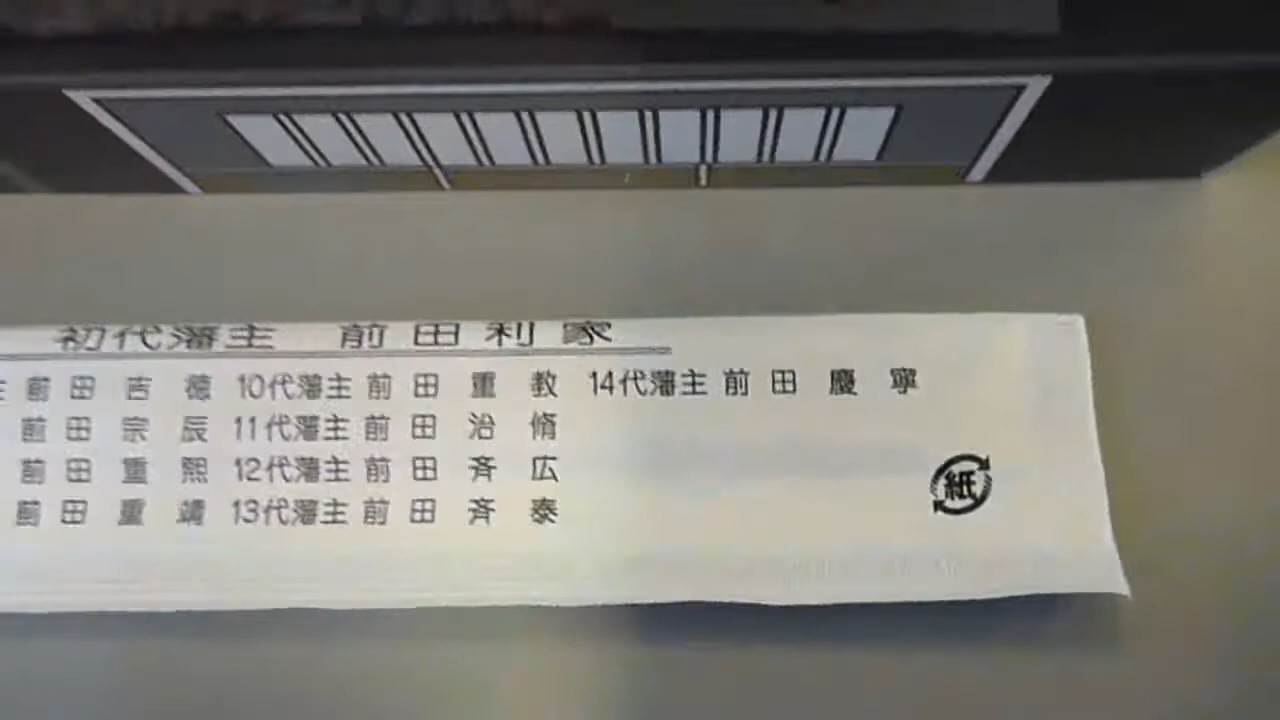 初代藩主 前田利家
前田吉徳 10代藩主 前田重教 14代藩主 前田慶寧
前田宗辰 11代藩主 前田治脩
前田重熙 12代藩主 前田斉広
前田重靖 13代藩主 前田斉泰
紙